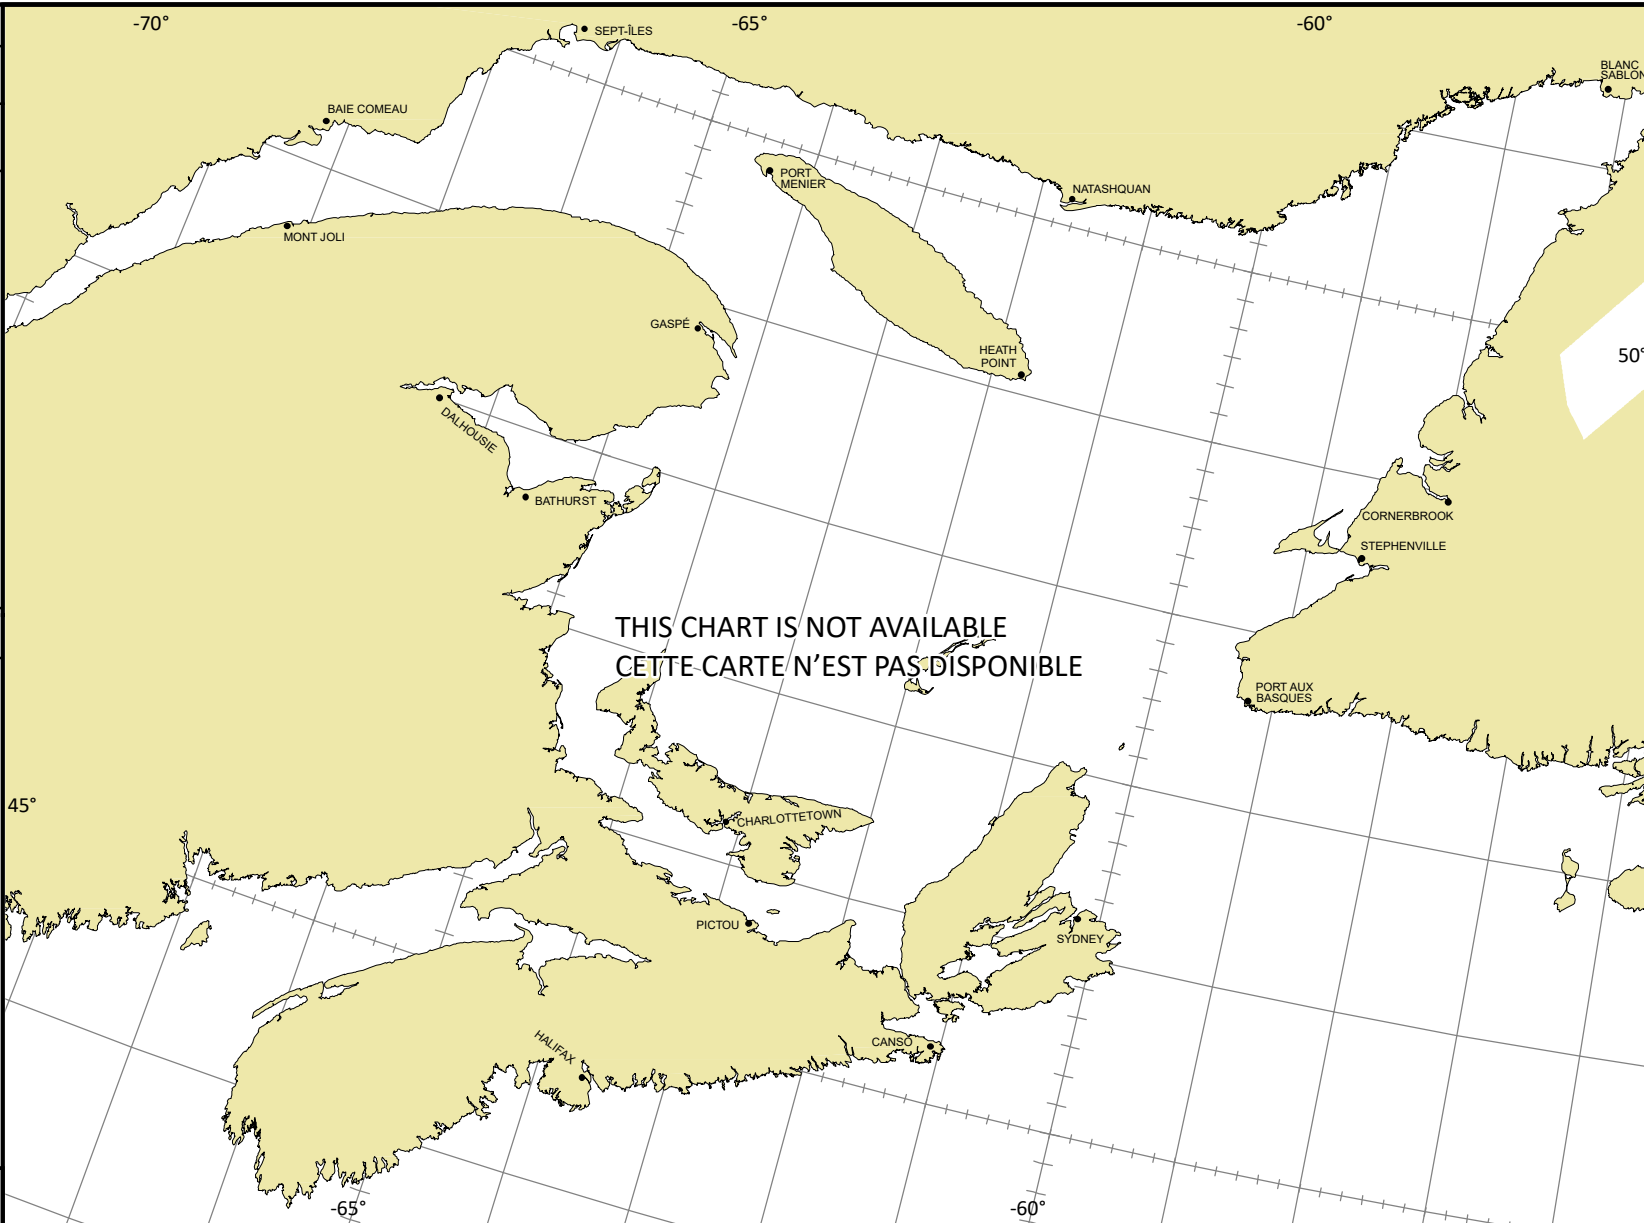 -70°
-65°
-60°
SEPT-ÎLES
BLANC
SABLON
BAIE COMEAU
PORT
MENIER
NATASHQUAN
MONT JOLI
GASPÉ
HEATH
POINT
50°
DALHOUSIE
BATHURST
CORNERBROOK
STEPHENVILLE
THIS CHART IS NOT AVAILABLE
CETTE CARTE N'EST PAS DISPONIBLE
PORT AUX
BASQUES
45°
CHARLOTTETOWN
PICTOU
SYDNEY
HALIFAX
CANSO
-65°
-60°